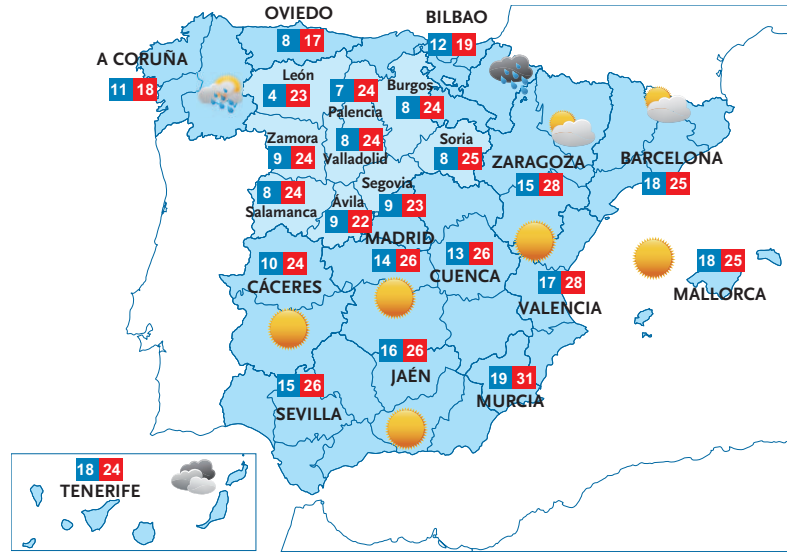 OVIEDO
8 17
BILBAO
12 19
A CORUÑA
11 18
León
4 23
7 24
Palencia
Burgos
8 24
Zamora
9 24
8 24
Valladolid
Soria
8 25
ZARAGOZA
15 28
BARCELONA
18 25
8 24
Salamanca
Ávila
9 22
Segovia
9 23
MADRID
14 26
13 26
CUENCA
10 24
CÁCERES
17 28
VALENCIA
18 25
MALLORCA
16 26
JAÉN
15 26
SEVILLA
19 31
MURCIA
18 24
TENERIFE